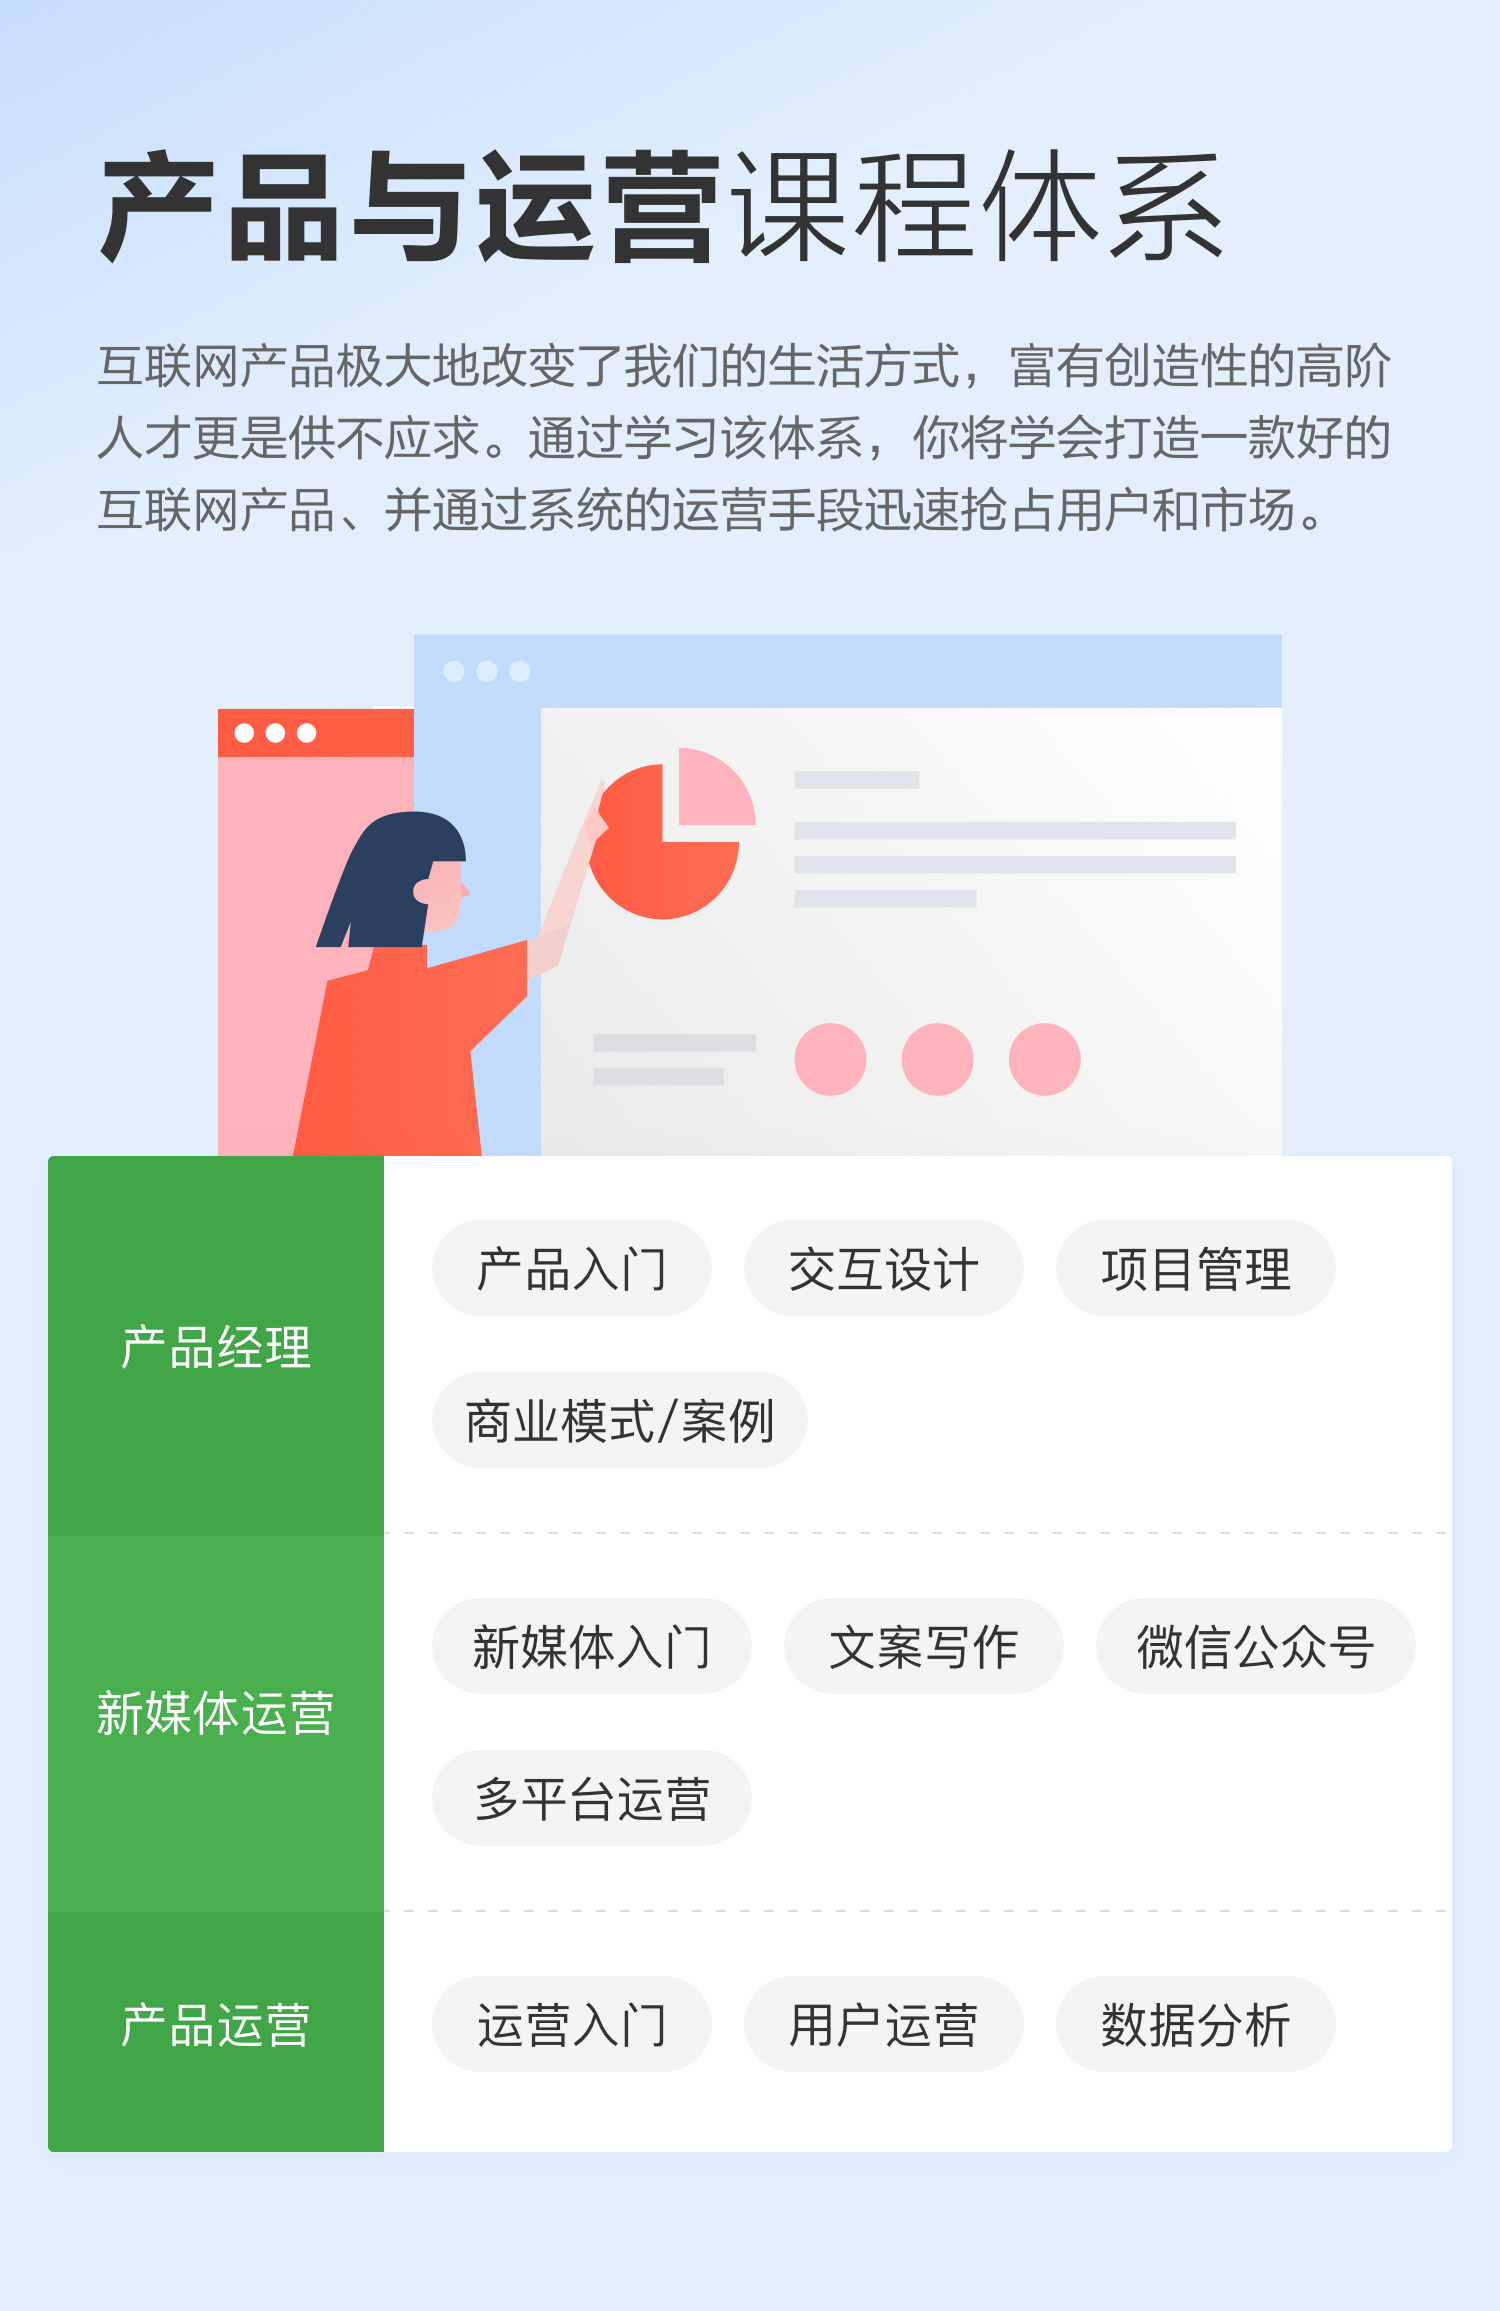 产品与运营课程体系
互联网产品极大地改变了我们的生活方式，富有创造性的高阶
人才更是供不应求。通过学习该体系，你将学会打造一款好的
互联网产品、并通过系统的运营手段迅速抢占用户和市场。
产品经理
产品入门 交互设计 项目管理
商业模式/案例
新媒体运营
新媒体入门 文案写作 微信公众号
多平台运营
产品运营
运营入门 用户运营 数据分析